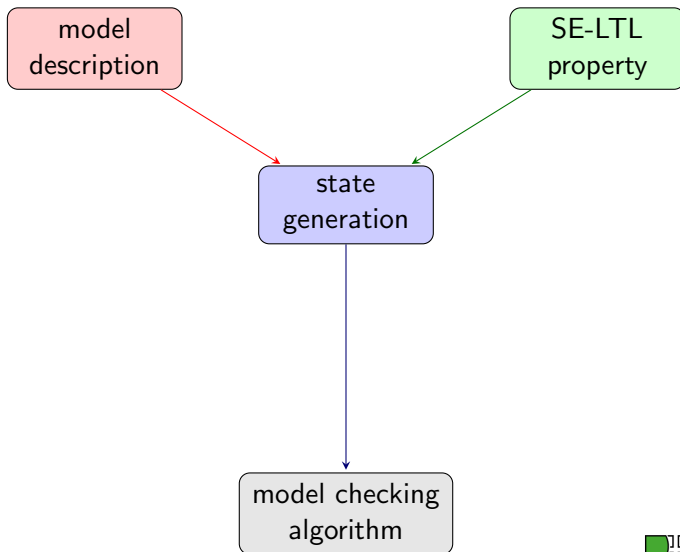 model
description
SE-LTL
property
state
generation
model checking
algorithm